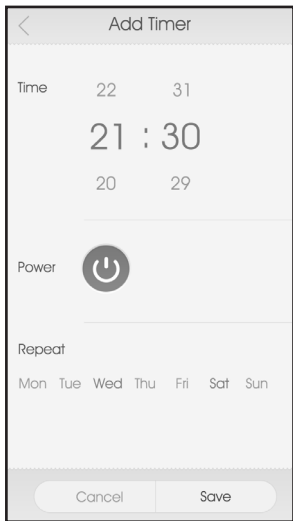 Add Timer
Time
22 31
21 : 30
20 29
Power
Repeat
Mon Tue Wed Thu Fri Sat Sun
Cancel Save